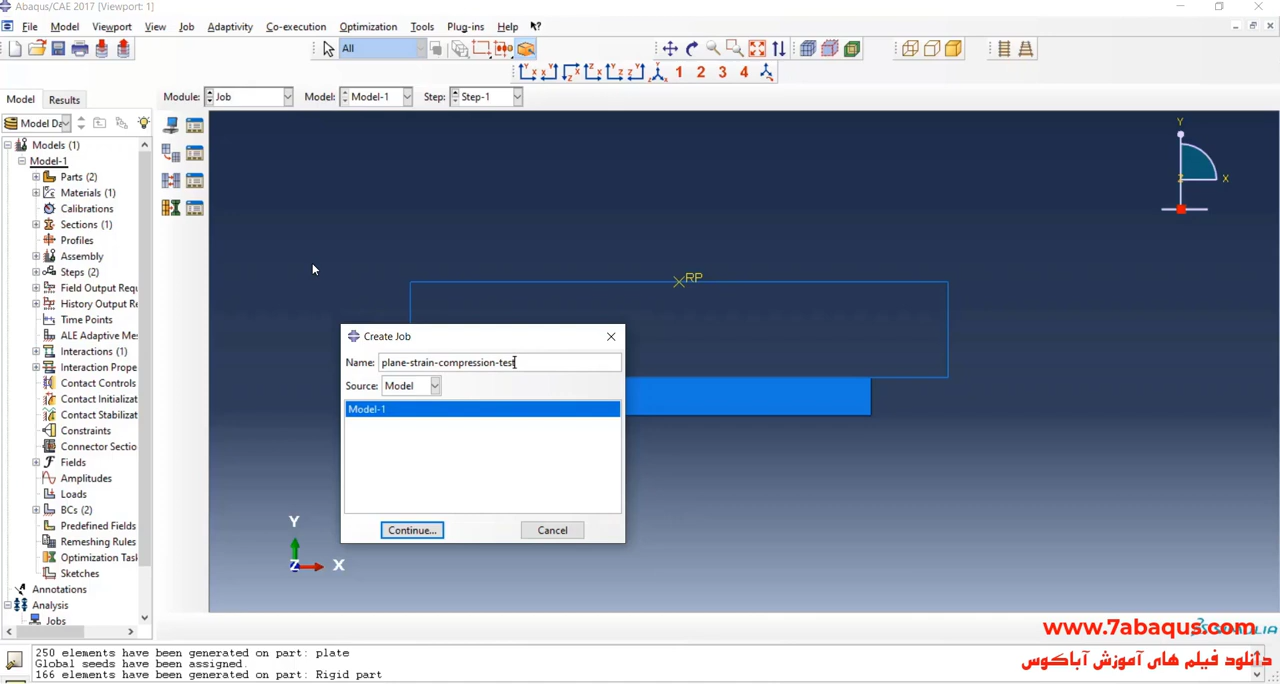 Abaqus/CAE 2017 [Viewport: 1]
File Model Viewport View Job Adaptivity Co-execution Optimization Tools Plug-ins Help
All
1 2 3 4
Model Results
Module: Job Model: Model-1 Step: Step-1
Model Da
Models (1)
Model-1
Parts (2)
Materials (1)
Calibrations
Sections (1)
Profiles
Assembly
Steps (2)
Field Output Requ
History Output R
Time Points
ALE Adaptive Mes
Interactions (1)
Interaction Prope
Contact Controls
Contact Initializat
Contact Stabilizat
Constraints
Connector Sectio
Fields
Amplitudes
Loads
BCs (2)
Predefined Fields
Remeshing Rules
Optimization Task
Sketches
Annotations
Analysis
Jobs
Y
Z X
RP
Create Job
Name: plane-strain-compression-test
Source: Model
Model-1
Continue... Cancel
Y
Z X
www.7abaqus.com
دانلود فیلم های آموزش آباکوس
250 elements have been generated on part: plate
Global seeds have been assigned.
166 elements have been generated on part: Rigid part